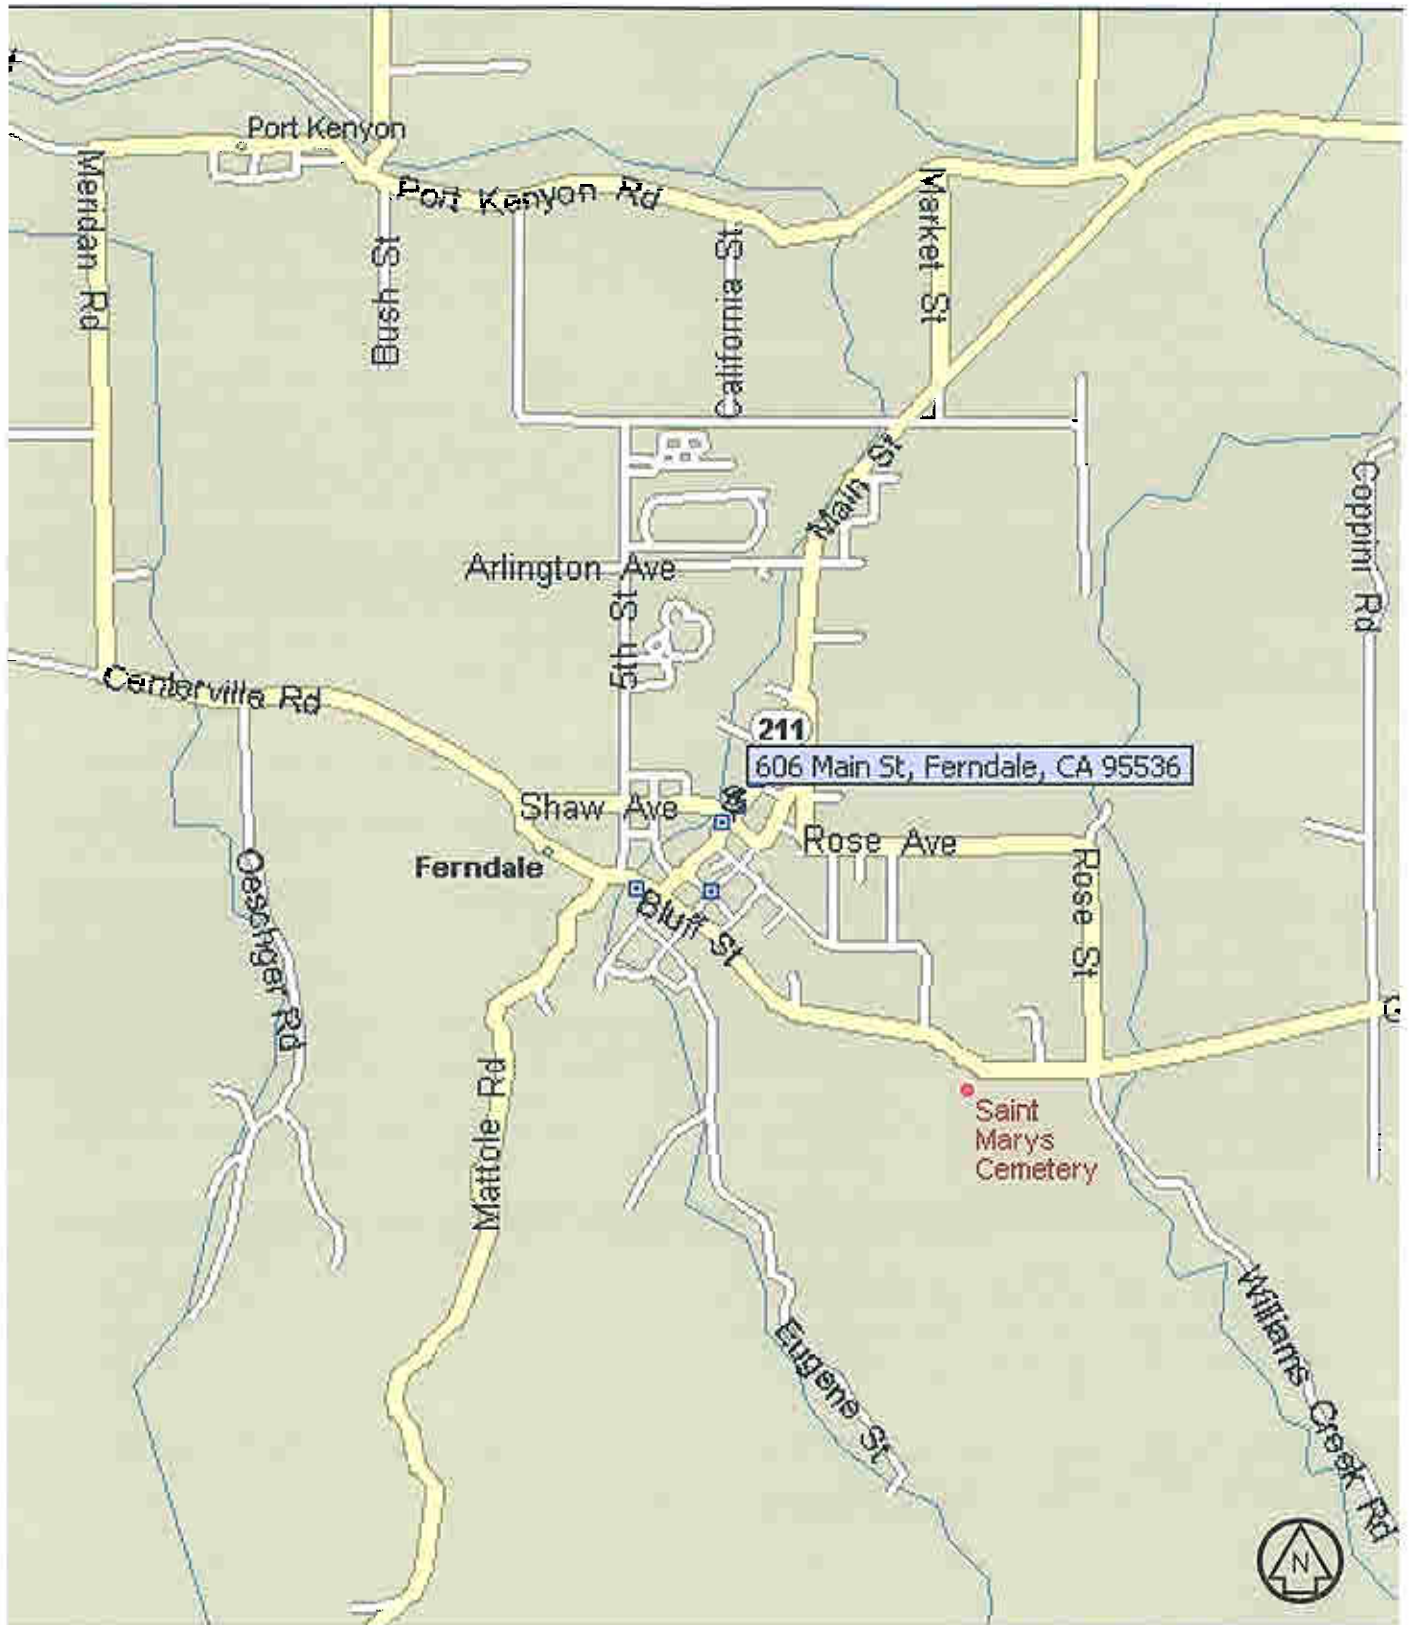 Port Kenyon
Port Kenyon Rd
Meridian Rd
Bush St
California St
Market St
Main St
Coppini Rd
Arlington Ave
5th St
Centerville Rd
211
606 Main St, Ferndale, CA 95536
Shaw Ave
Rose Ave
Ferndale
Bluff St
Rose St
Oeschger Rd
Mattole Rd
Saint
Marys
Cemetery
Williams Creek Rd
Eugene St
N